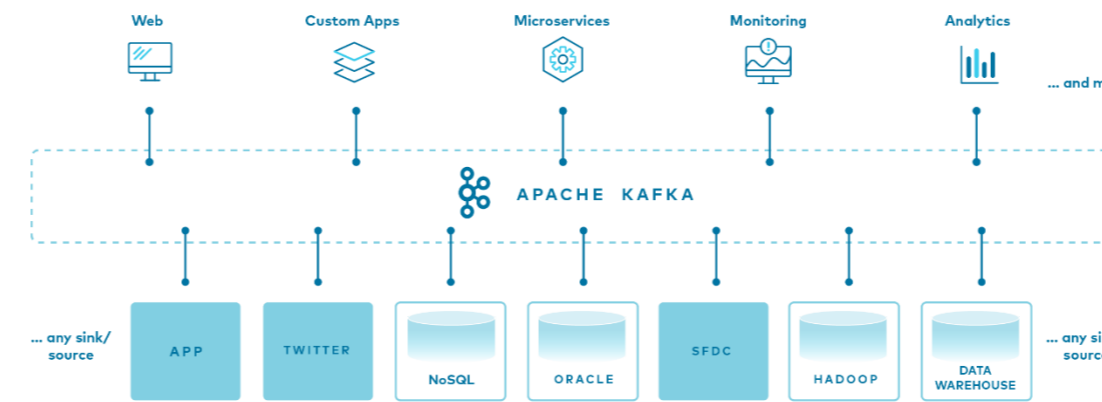 Web
Custom Apps
Microservices
Monitoring
Analytics
... and m
APACHE KAFKA
... any sink/
source
APP
TWITTER
NoSQL
ORACLE
SFDC
HADOOP
DATA
WAREHOUSE
... any si
sourc